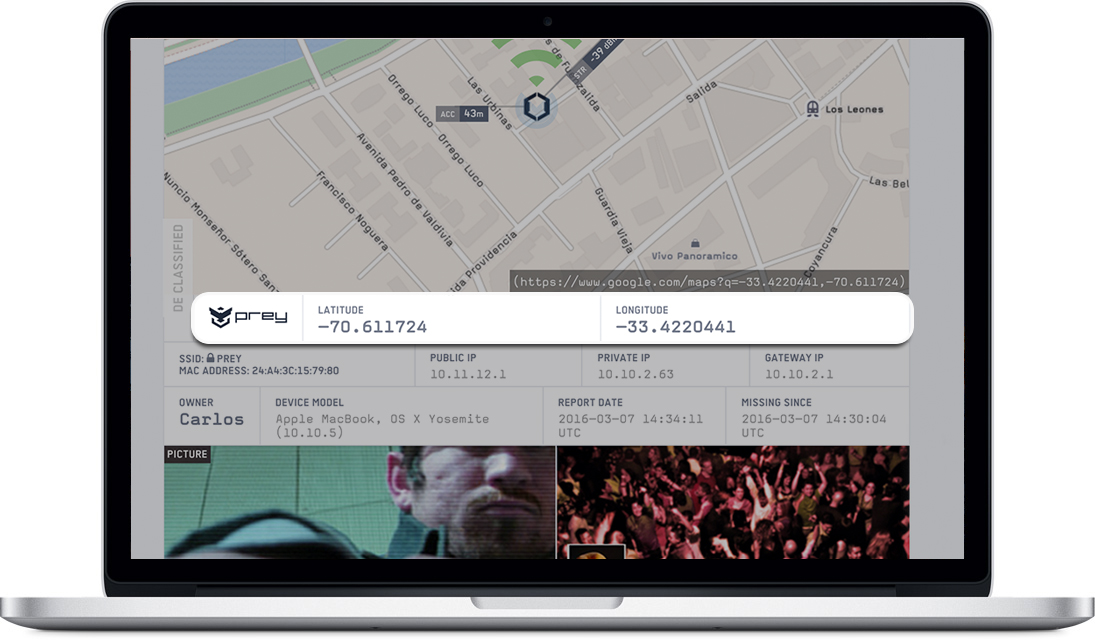 s de Fu zalida
STR -39 dBm
ACC 43m
Las Urbinas
Orrego Luco
Orrego Luco
Salida
Los Leones
Avenida Pedro de Valdivia
Las Bel
Nuncio Monseñor Sótero San
Francisco Noguera
Guardia Vieja
Coyancura
da Providencia
Vivo Panoramico
DE CLASSIFIED
(https://www.google.com/maps?q=-33.4220441,-70.611724)
prey
LATITUDE
-70.611724
LONGITUDE
-33.4220441
SSID: PREY
MAC ADDRESS: 24:A4:3C:15:79:80
PUBLIC IP
10.11.12.1
PRIVATE IP
10.10.2.63
GATEWAY IP
10.10.2.1
OWNER
Carlos
DEVICE MODEL
Apple MacBook, OS X Yosemite
(10.10.5)
REPORT DATE
2016-03-07 14:34:11
UTC
MISSING SINCE
2016-03-07 14:30:04
UTC
PICTURE